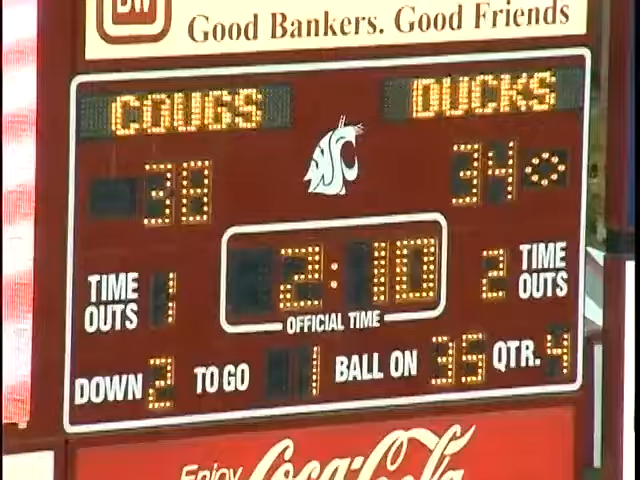 BW
Good Bankers. Good Friends
COUGS DUCKS
38 34
TIME OUTS 1 2:10 2 TIME OUTS
OFFICIAL TIME
DOWN 2 TO GO 1 BALL ON 35 QTR. 4
Enjoy Coca-Cola